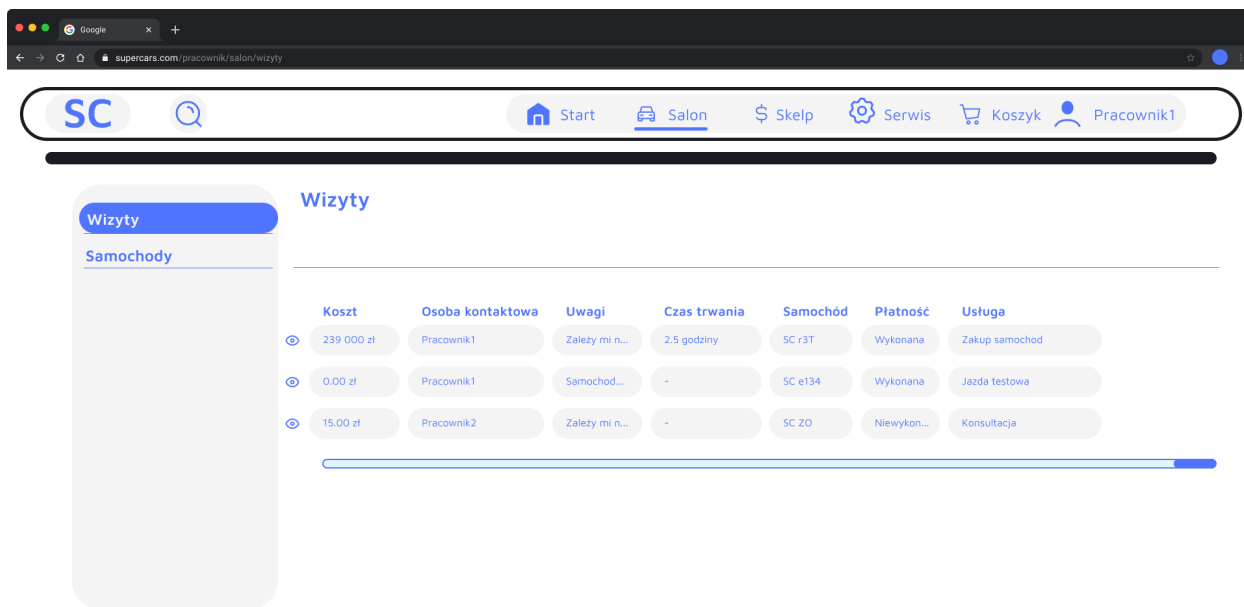 Google
supercars.com/pracownik/salon/wizyty
SC Start Salon $ Skelp Serwis Koszyk Pracownik1
Wizyty
Samochody
Wizyty
Koszt Osoba kontaktowa Uwagi Czas trwania Samochód Płatność Usługa
239 000 zł Pracownik1 Zależy mi n... 2.5 godziny SC r3T Wykonana Zakup samochod
0.00 zł Pracownik1 Samochod... - SC e134 Wykonana Jazda testowa
15.00 zł Pracownik2 Zależy mi n... - SC ZO Niewykon... Konsultacja